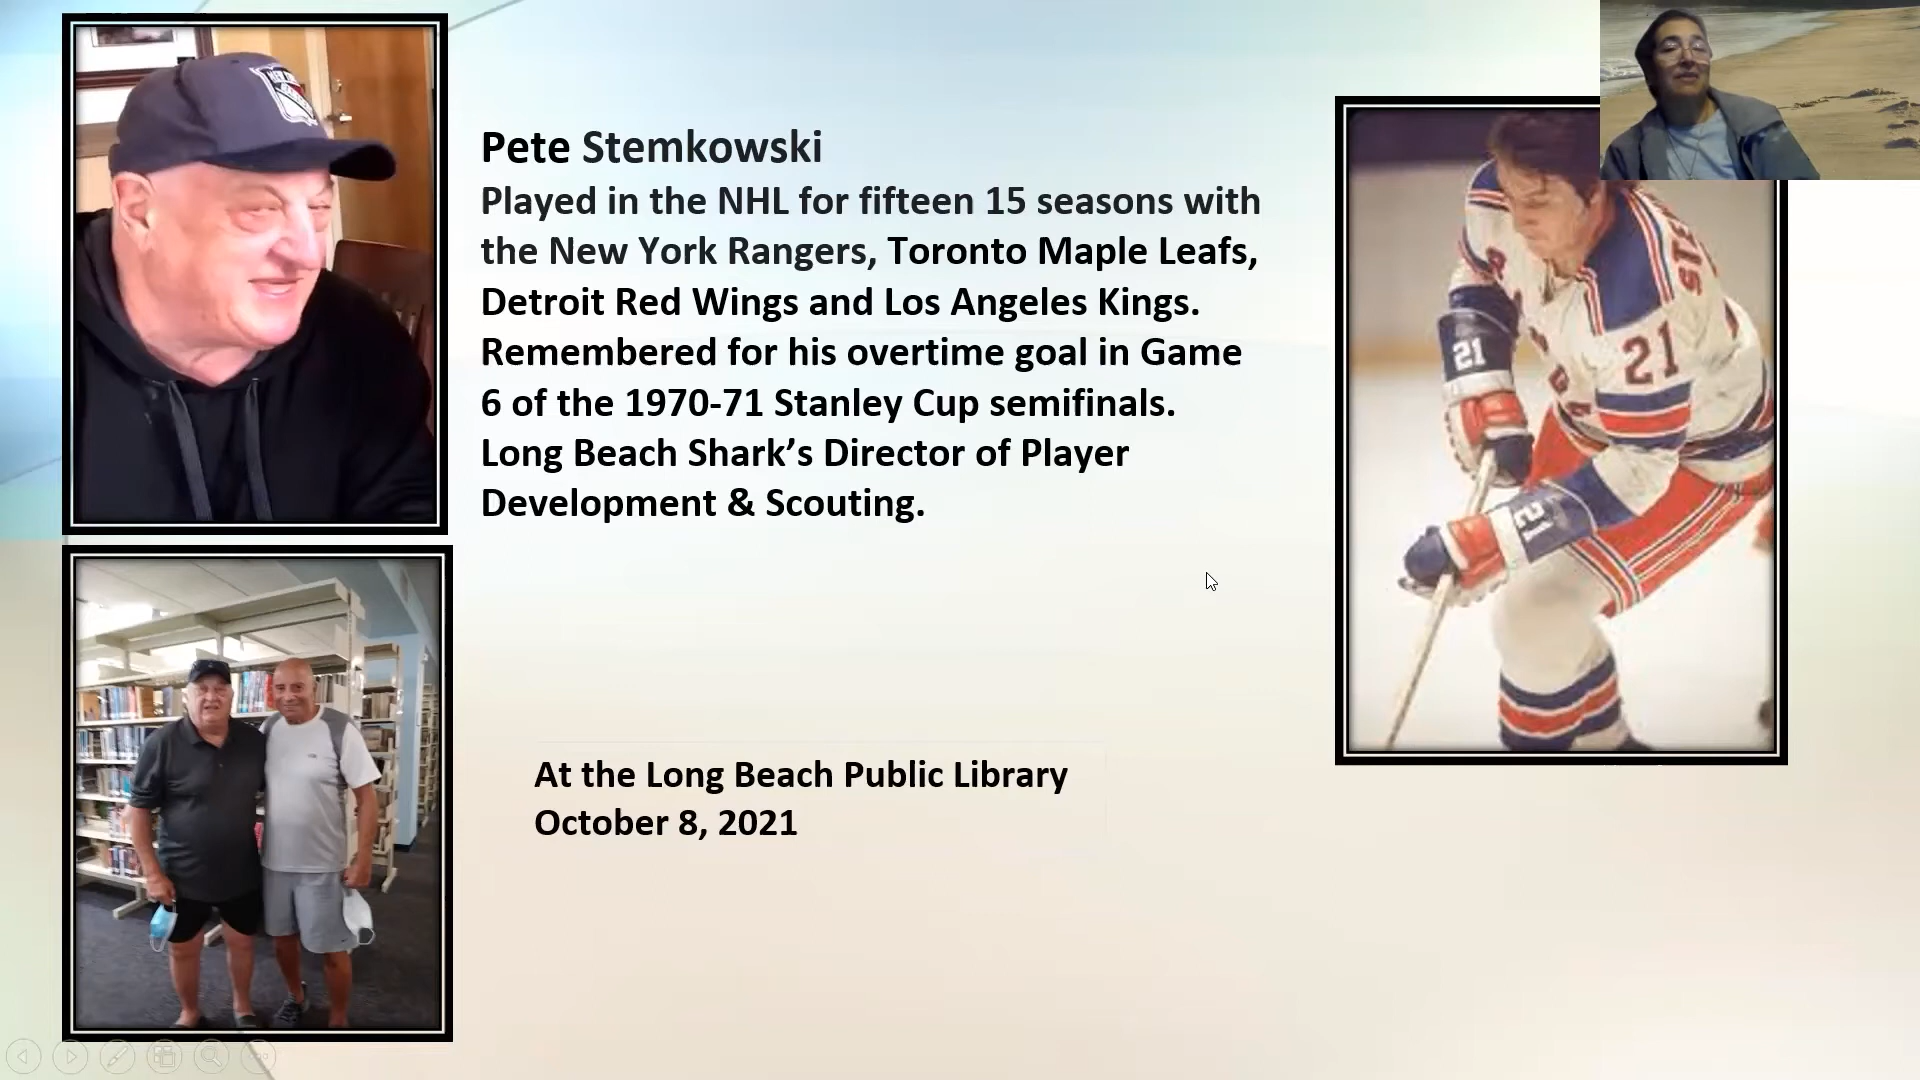 Pete Stemkowski
Played in the NHL for fifteen 15 seasons with
the New York Rangers, Toronto Maple Leafs,
Detroit Red Wings and Los Angeles Kings.
Remembered for his overtime goal in Game
6 of the 1970-71 Stanley Cup semifinals.
Long Beach Shark’s Director of Player
Development & Scouting.
At the Long Beach Public Library
October 8, 2021
21
21
21